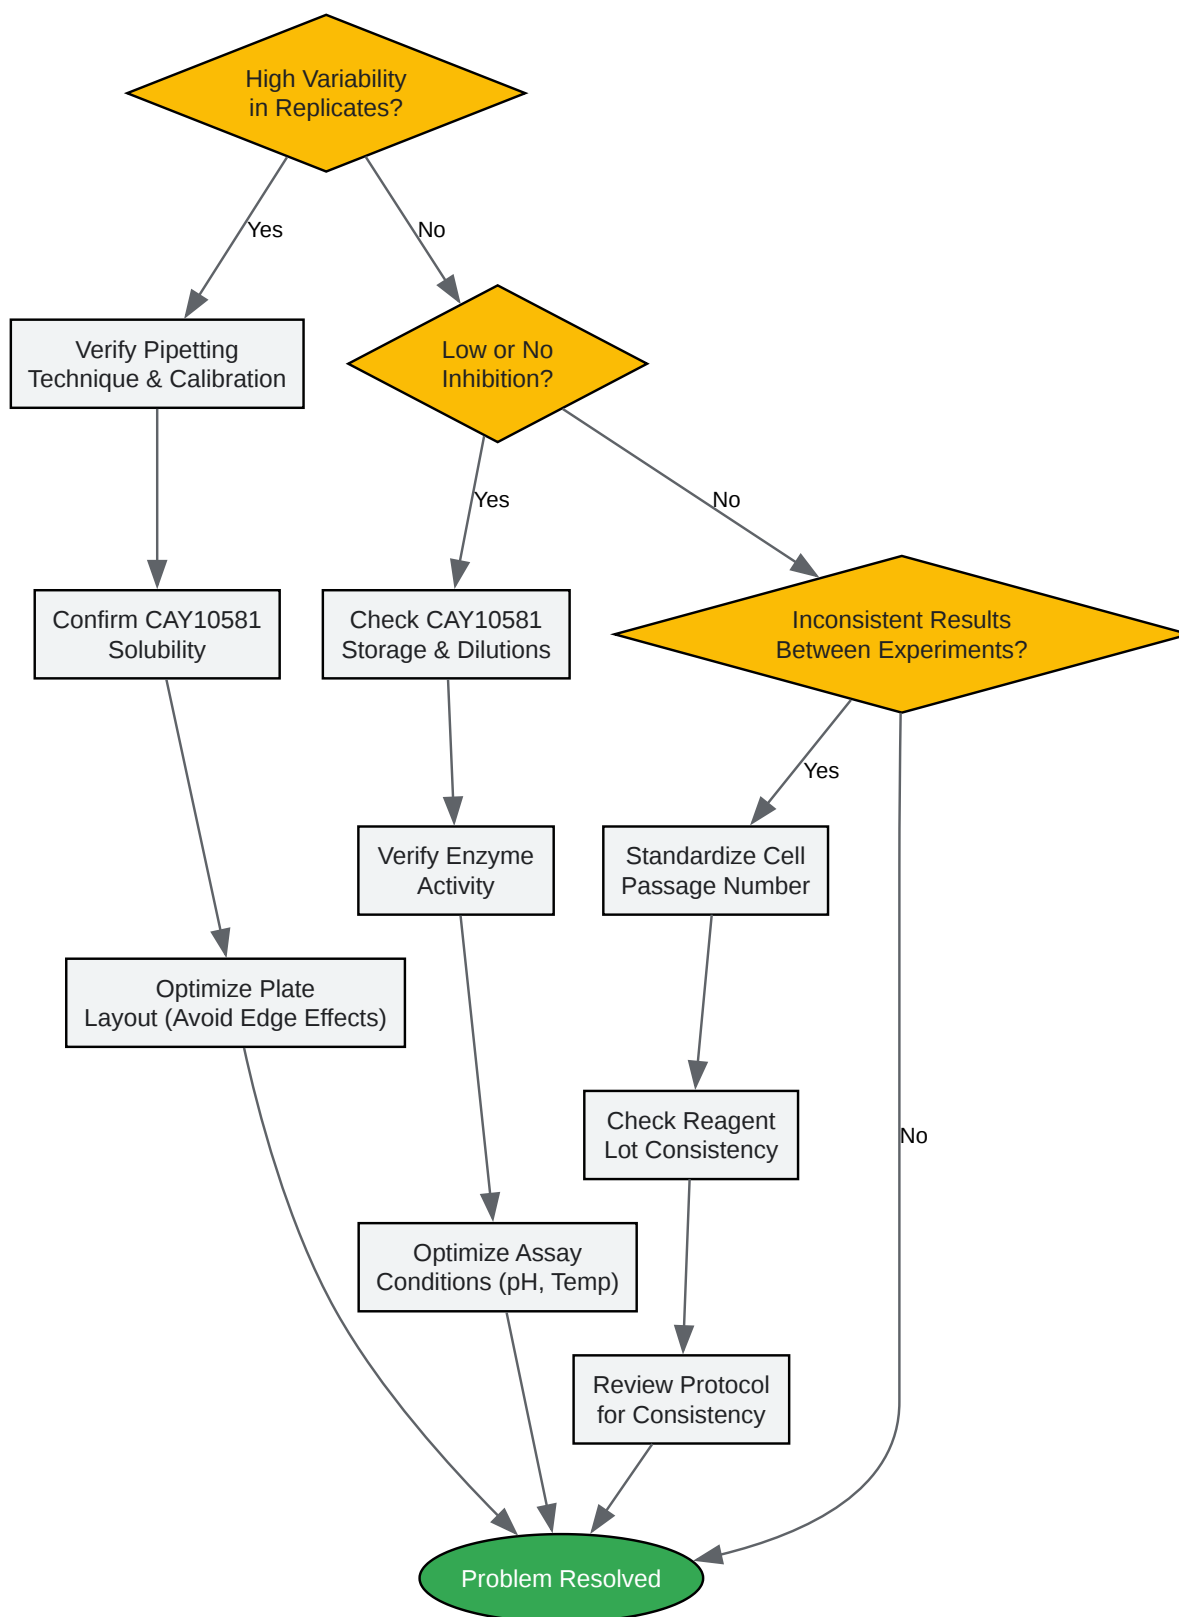 High Variability
in Replicates?
Yes
No
Verify Pipetting
Technique & Calibration
Low or No
Inhibition?
Yes
No
Confirm CAY10581
Solubility
Check CAY10581
Storage & Dilutions
Inconsistent Results
Between Experiments?
Yes
Verify Enzyme
Activity
Standardize Cell
Passage Number
Optimize Plate
Layout (Avoid Edge Effects)
Check Reagent
Lot Consistency
No
Optimize Assay
Conditions (pH, Temp)
Review Protocol
for Consistency
Problem Resolved